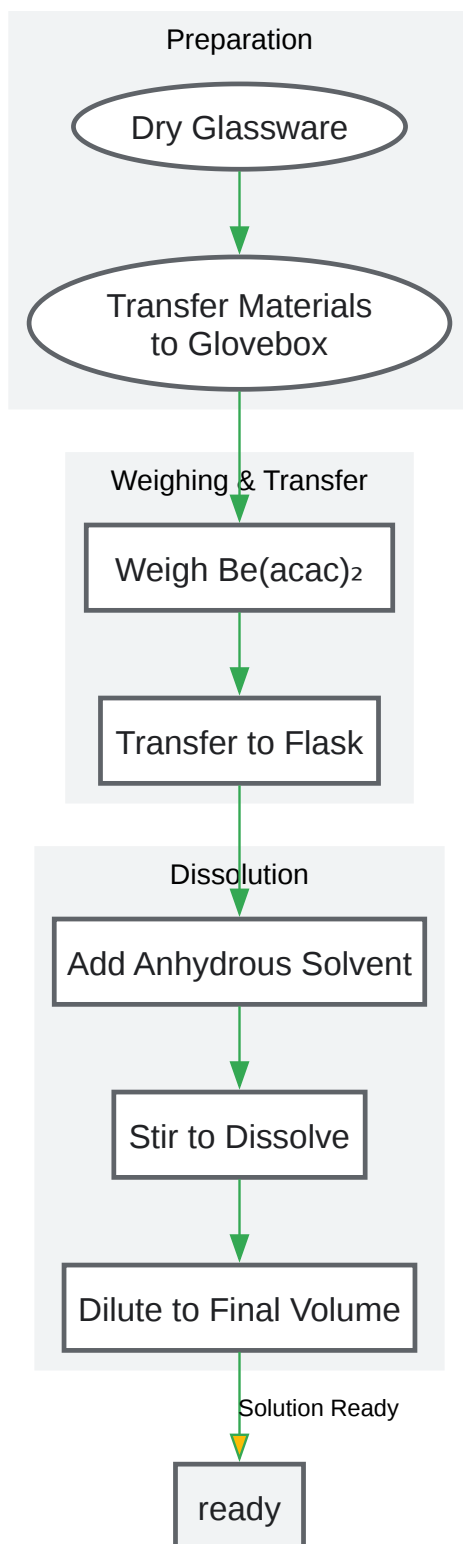 Preparation
Dry Glassware
Transfer Materials
to Glovebox
Weighing & Transfer
Weigh Be(acac)₂
Transfer to Flask
Dissolution
Add Anhydrous Solvent
Stir to Dissolve
Dilute to Final Volume
Solution Ready
ready